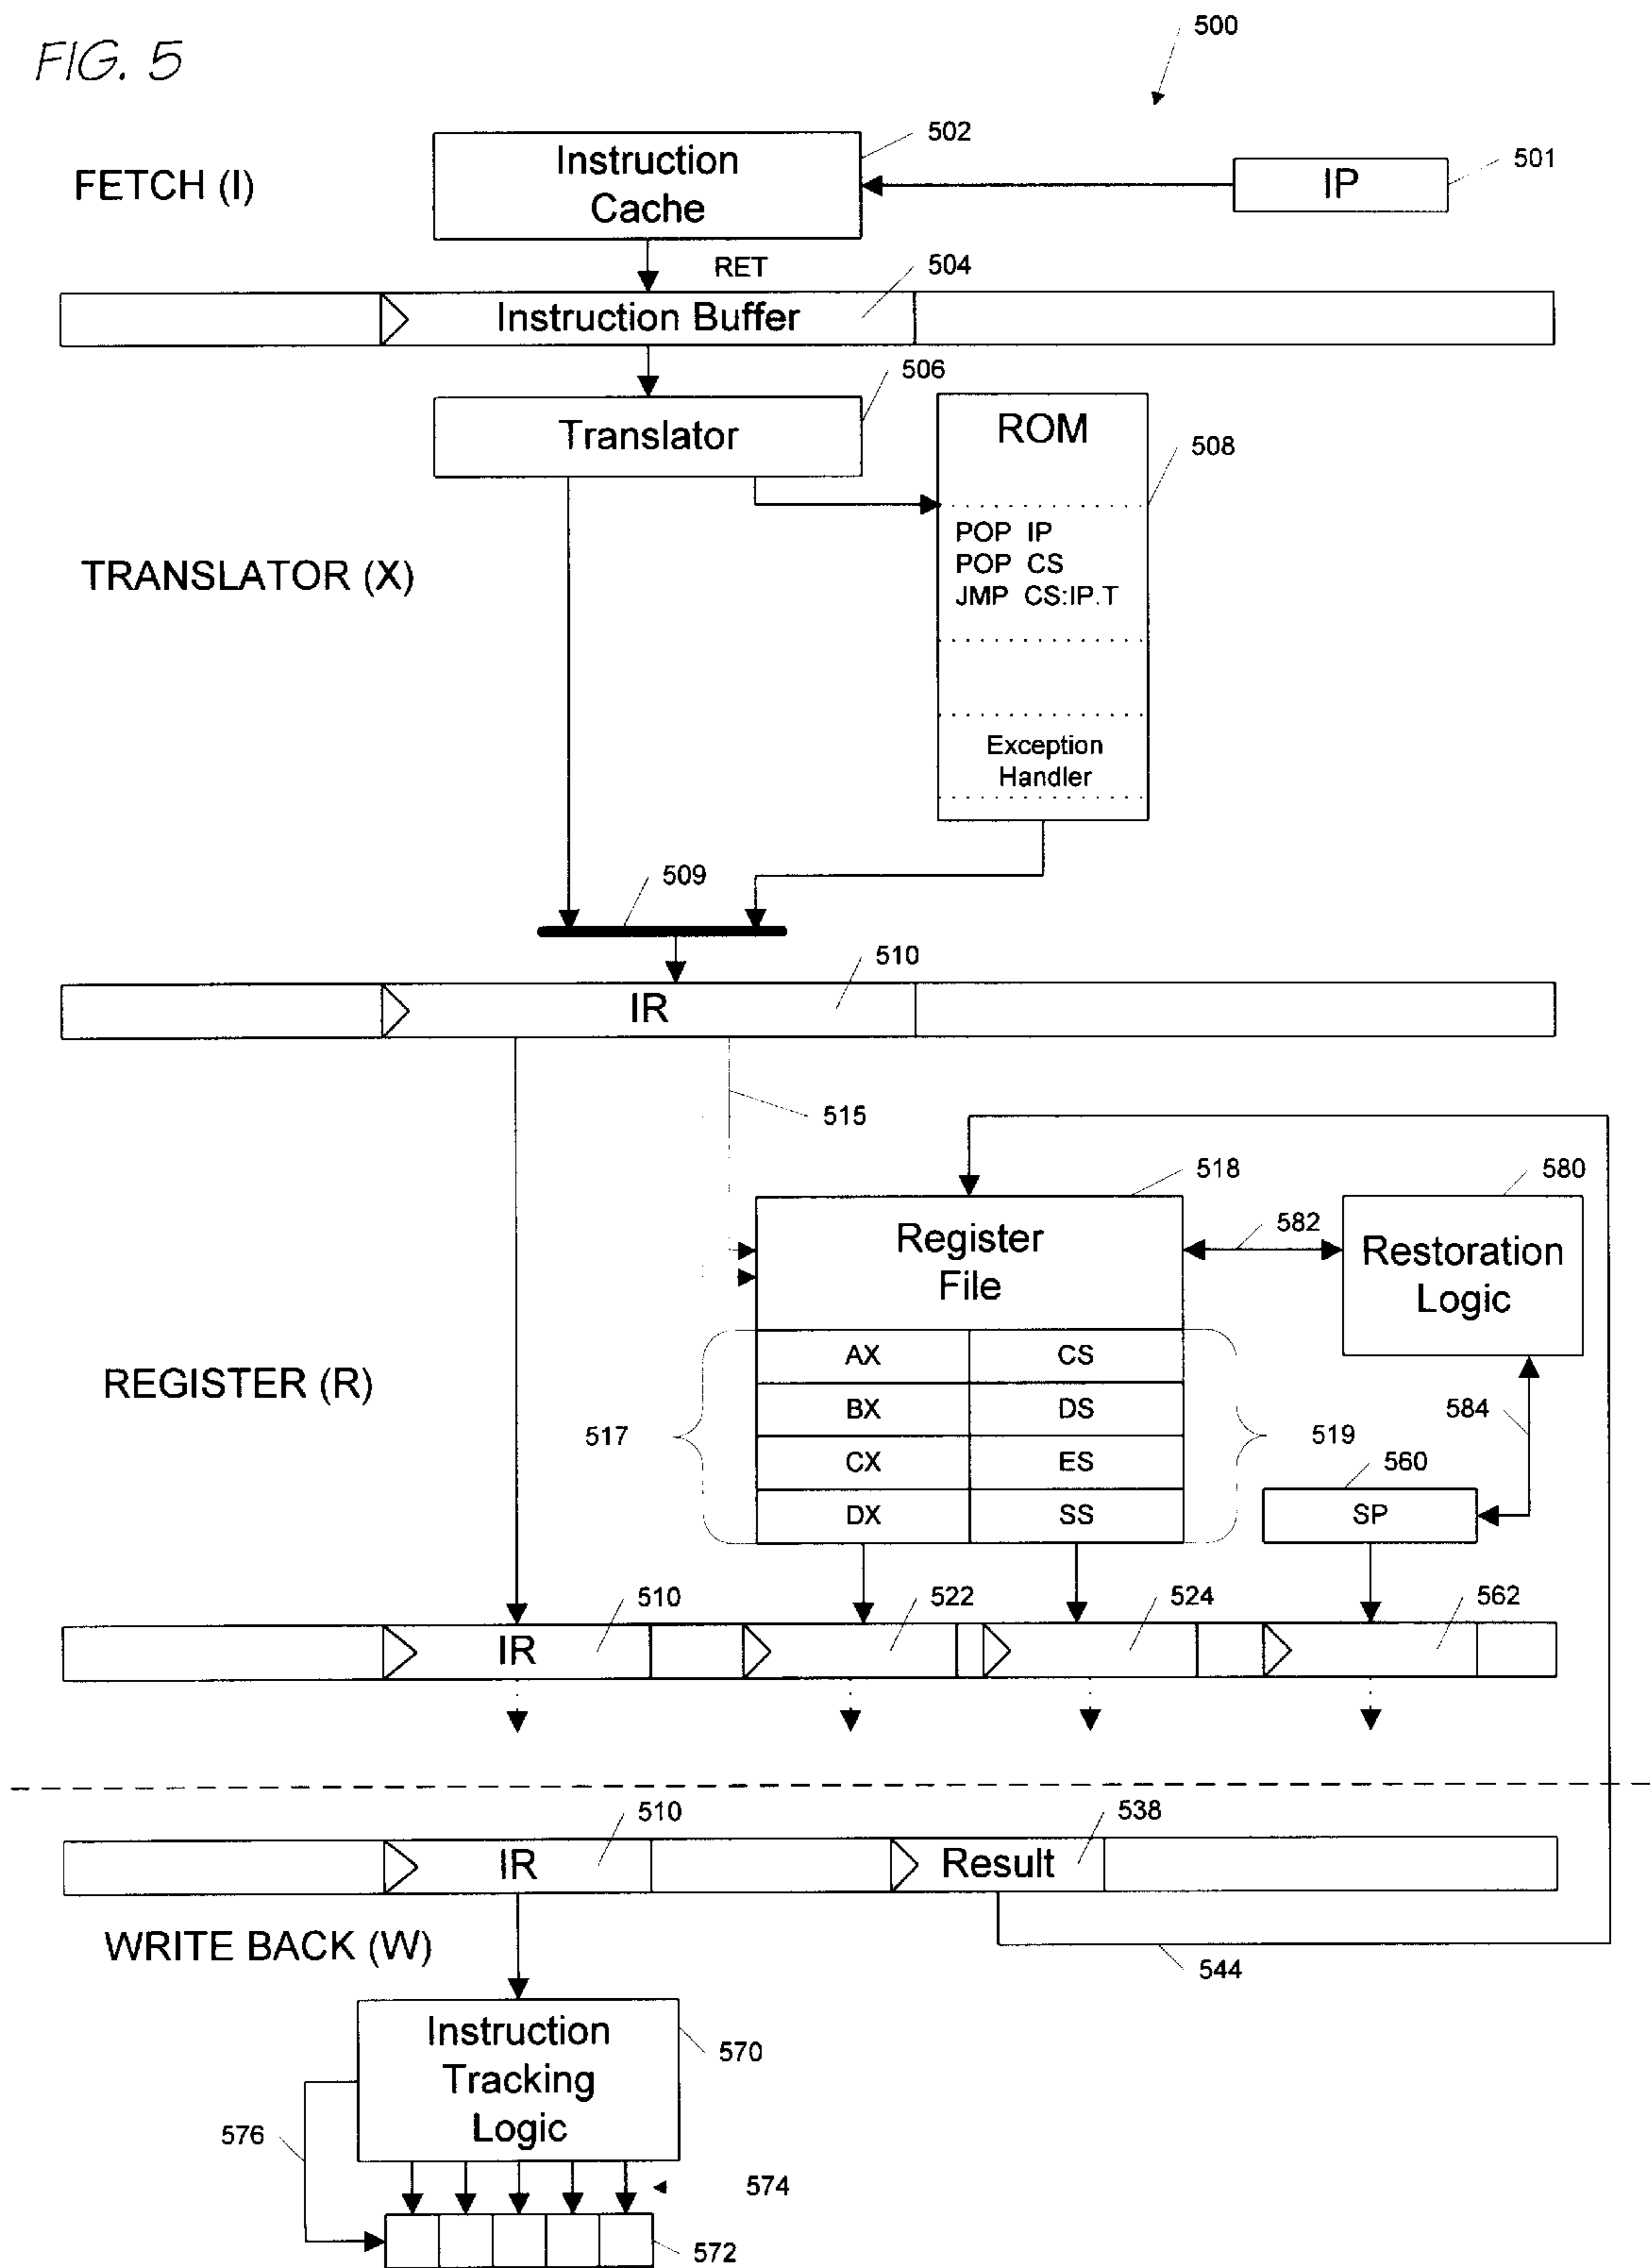 FIG. 5
500
502
Instruction
Cache
501
IP
FETCH (I)
RET
504
Instruction Buffer
506
Translator
ROM
508
POP IP
POP CS
JMP CS:IP.T
TRANSLATOR (X)
Exception
Handler
509
510
IR
515
518
580
Register
File
582
Restoration
Logic
REGISTER (R)
AX CS
BX DS
CX ES
DX SS
517
519
584
560
SP
510
522
524
562
IR
510
538
IR
Result
WRITE BACK (W)
544
Instruction
Tracking
Logic
570
576
574
572